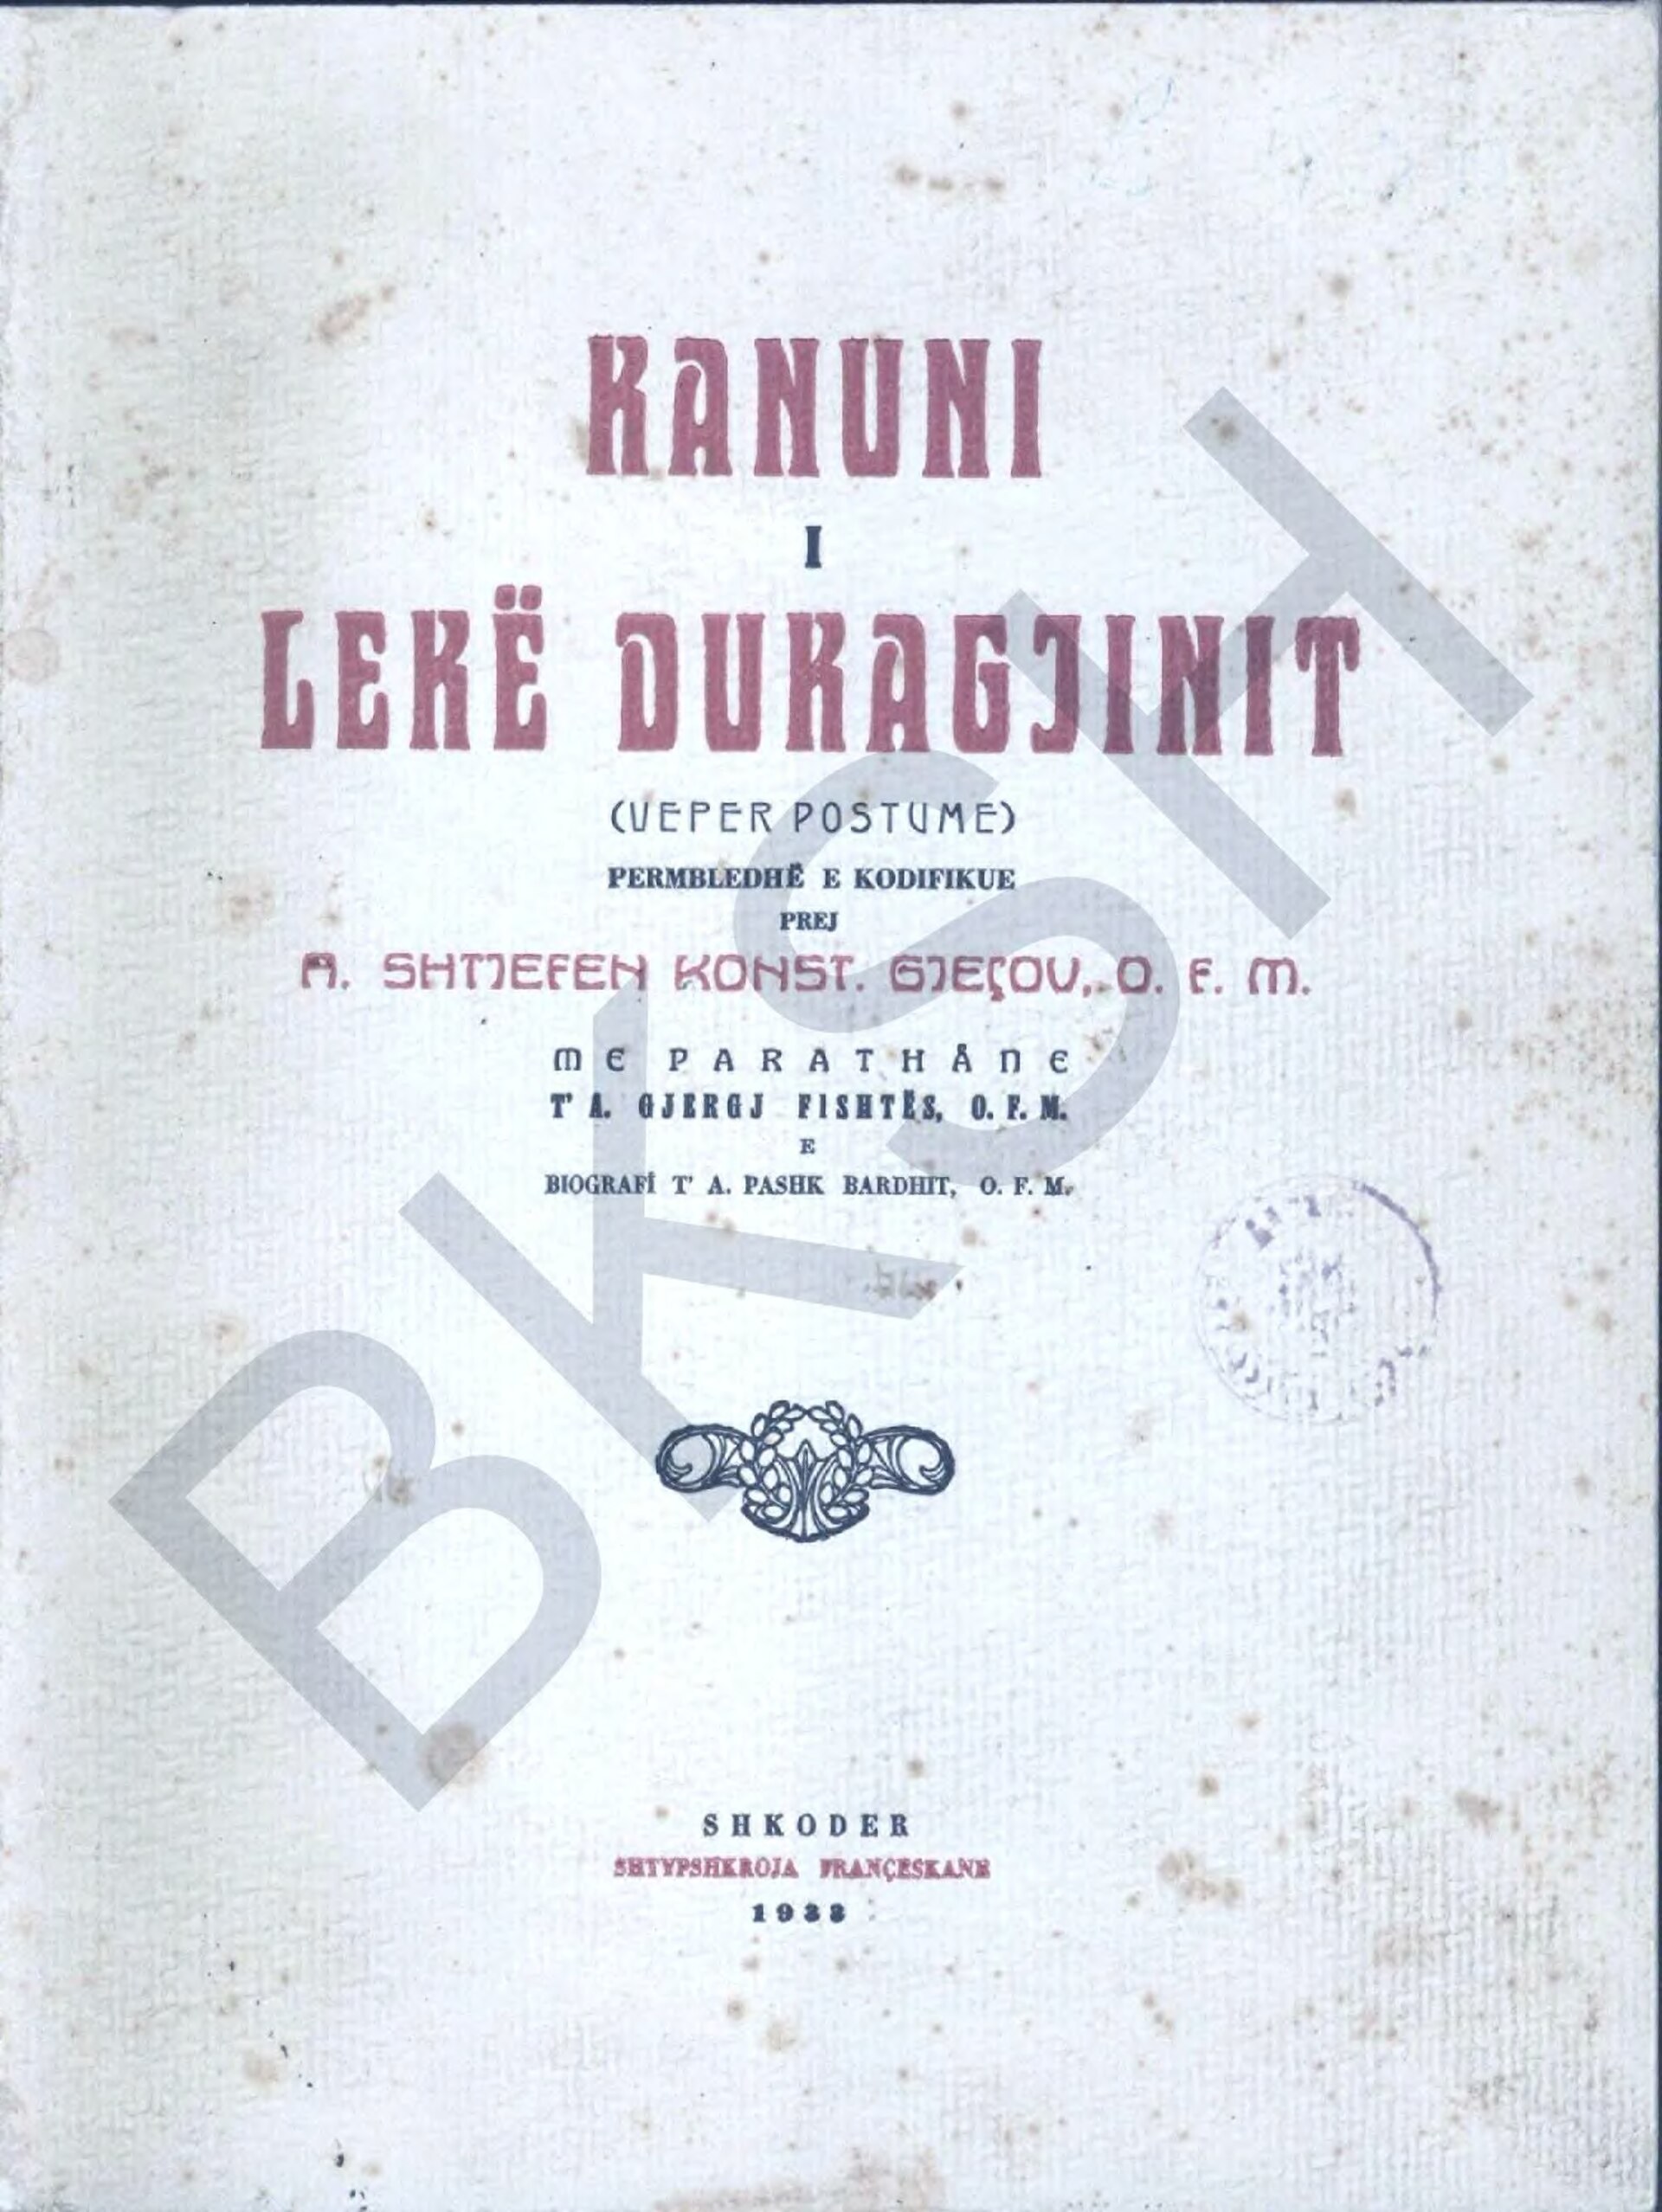 KANUNI
I
LEKË DUKAGJINIT
(VEPER POSTUME)
PERMBLEDHË E KODIFIKUE
PREJ
A. SHTJEFEN KONST. GJEÇOV, O. F. M.
ME PARATHÂNE
T' A. GJERGJ FISHTËS, O. F. M.
E
BIOGRAFÍ T' A. PASHK BARDHIT, O. F. M.
SHKODER
SHTYPSHKROJA FRANÇESKANE
1933
BKSH